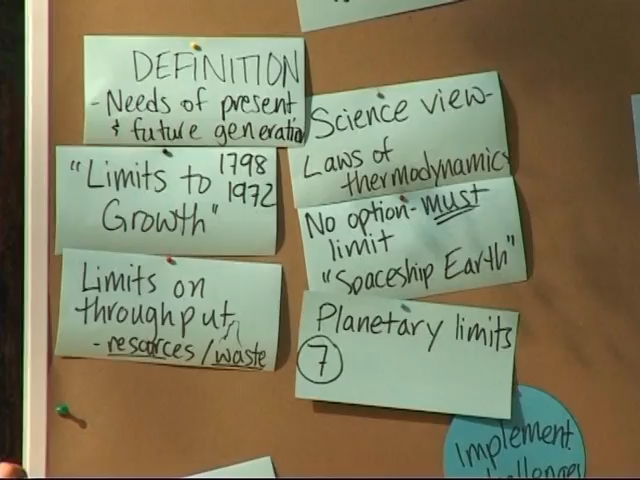 DEFINITION
- Needs of present
& future generation
"Limits to 1798
1972
Growth"
Limits on
throughput
- resources / waste
Science view-
Laws of
thermodynamics
No option- must
limit
"Spaceship Earth"
Planetary limits
7
Implement